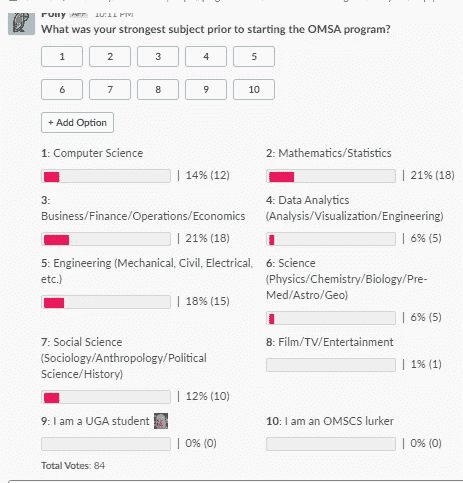 Polly APP 10:11 PM
What was your strongest subject prior to starting the OMSA program?
1 2 3 4 5
6 7 8 9 10
+ Add Option
1: Computer Science
14% (12)
2: Mathematics/Statistics
21% (18)
3:
Business/Finance/Operations/Economics
21% (18)
4: Data Analytics
(Analysis/Visualization/Engineering)
6% (5)
5: Engineering (Mechanical, Civil, Electrical,
etc.)
18% (15)
6: Science
(Physics/Chemistry/Biology/Pre-
Med/Astro/Geo)
6% (5)
7: Social Science
(Sociology/Anthropology/Political
Science/History)
12% (10)
8: Film/TV/Entertainment
1% (1)
9: I am a UGA student
0% (0)
10: I am an OMSCS lurker
0% (0)
Total Votes: 84